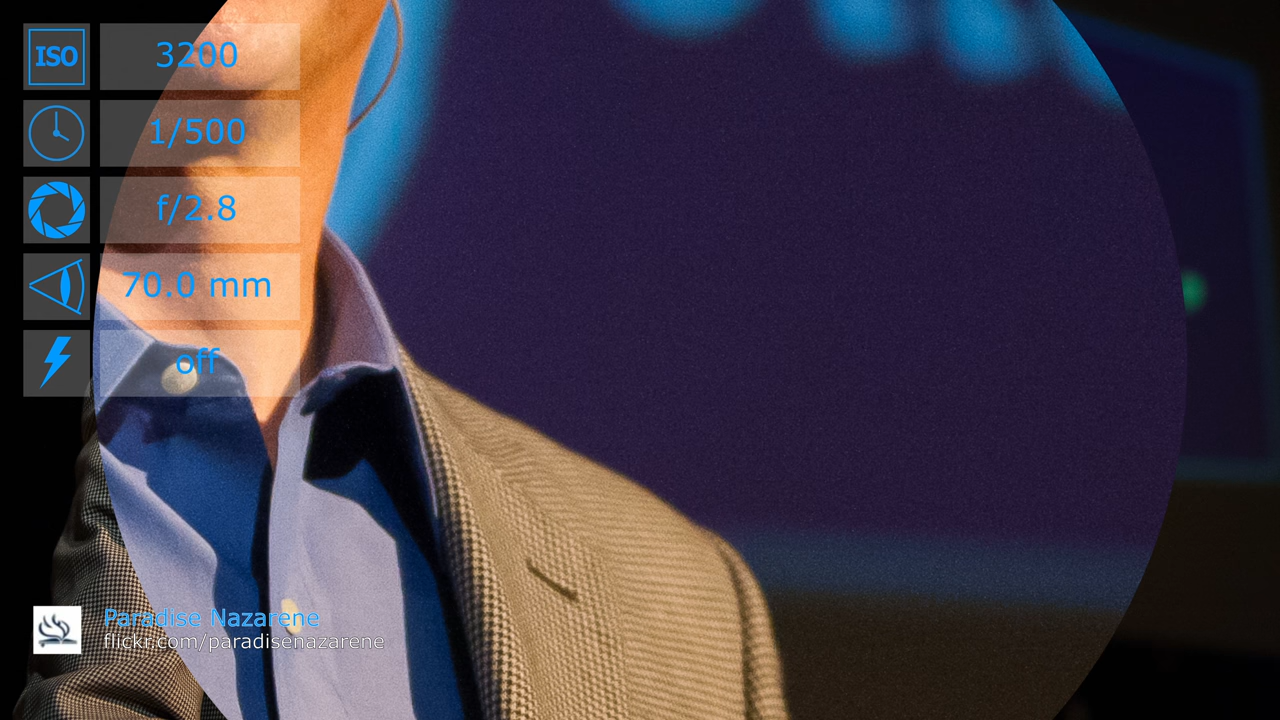 ISO
3200
1/500
f/2.8
70.0 mm
off
Paradise Nazarene
flickr.com/paradisenazarene